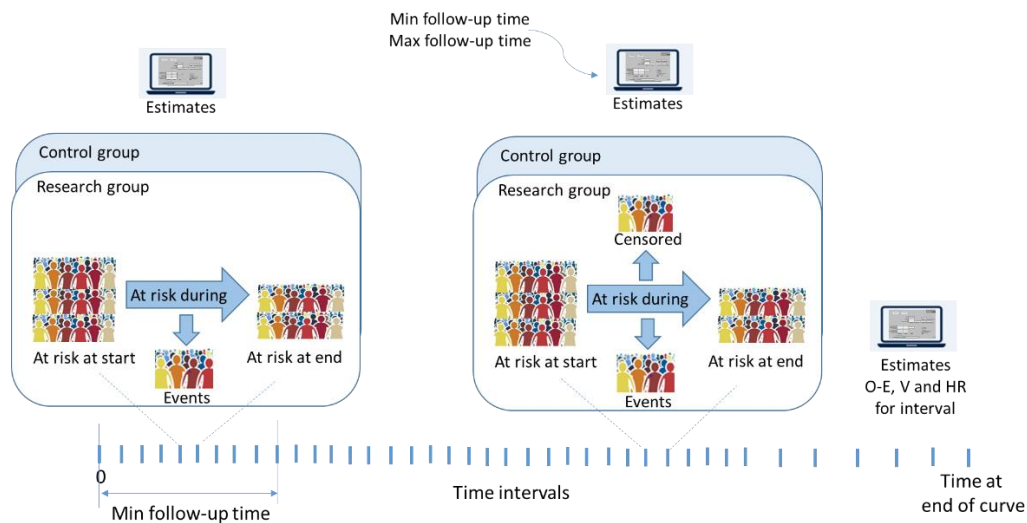 Min follow-up time
Max follow-up time
Estimates
Estimates
Control group
Research group
At risk during
At risk at start
At risk at end
Events
Control group
Research group
Censored
At risk during
At risk at start
At risk at end
Events
Estimates
O-E, V and HR
for interval
0
Min follow-up time
Time intervals
Time at
end of curve